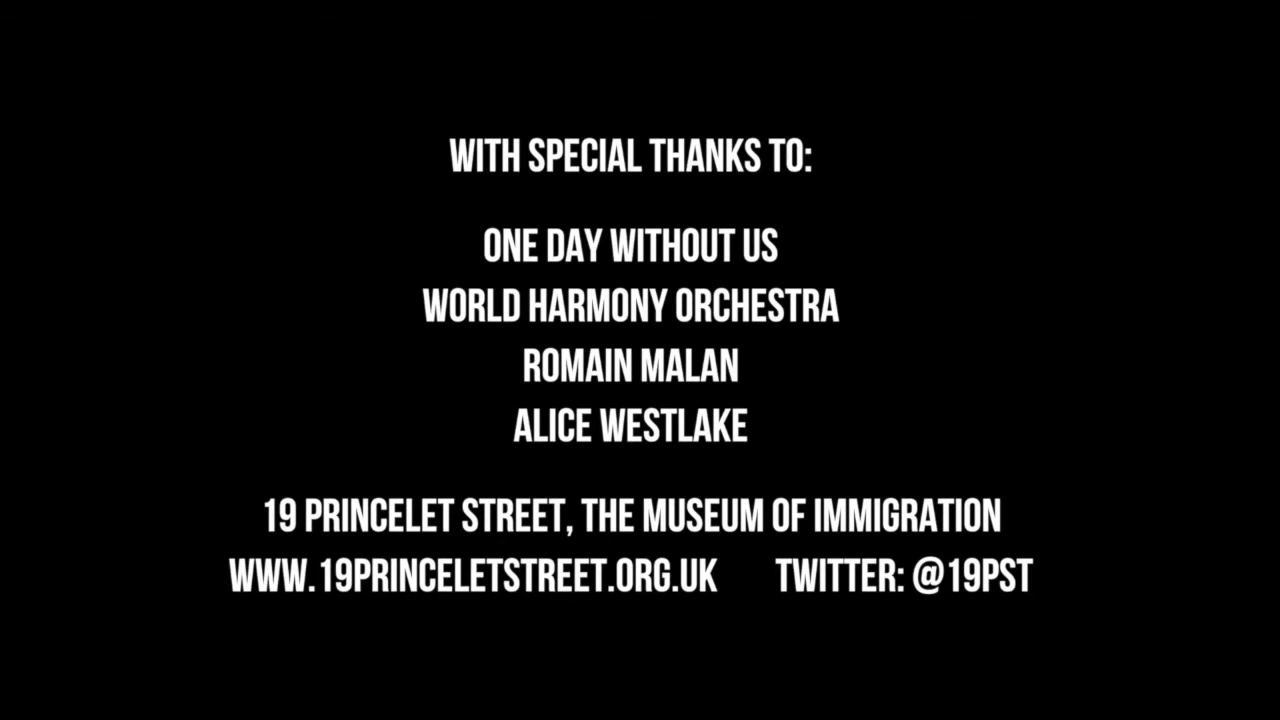 WITH SPECIAL THANKS TO:
ONE DAY WITHOUT US
WORLD HARMONY ORCHESTRA
ROMAIN MALAN
ALICE WESTLAKE
19 PRINCELET STREET, THE MUSEUM OF IMMIGRATION
WWW.19PRINCELETSTREET.ORG.UK TWITTER: @19PST